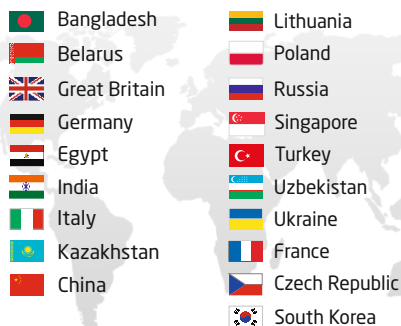 Bangladesh
Belarus
Great Britain
Germany
Egypt
India
Italy
Kazakhstan
China
Lithuania
Poland
Russia
Singapore
Turkey
Uzbekistan
Ukraine
France
Czech Republic
South Korea